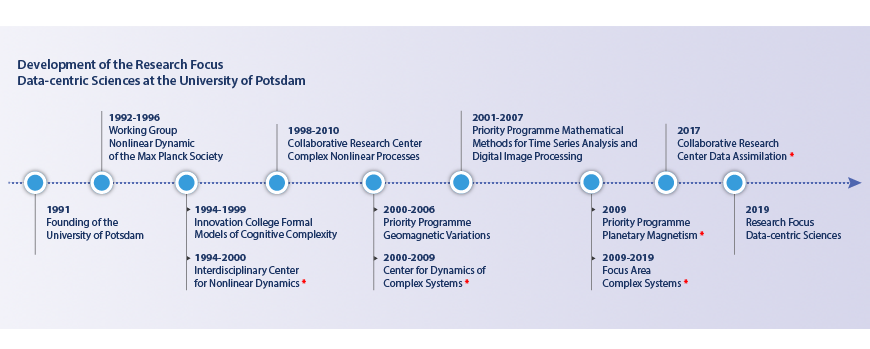 Development of the Research Focus
Data-centric Sciences at the University of Potsdam
1991
Founding of the
University of Potsdam
1992-1996
Working Group
Nonlinear Dynamic
of the Max Planck Society
1994-1999
Innovation College Formal
Models of Cognitive Complexity
1994-2000
Interdisciplinary Center
for Nonlinear Dynamics *
1998-2010
Collaborative Research Center
Complex Nonlinear Processes
2000-2006
Priority Programme
Geomagnetic Variations
2000-2009
Center for Dynamics of
Complex Systems *
2001-2007
Priority Programme Mathematical
Methods for Time Series Analysis and
Digital Image Processing
2009
Priority Programme
Planetary Magnetism *
2009-2019
Focus Area
Complex Systems *
2017
Collaborative Research
Center Data Assimilation *
2019
Research Focus
Data-centric Sciences